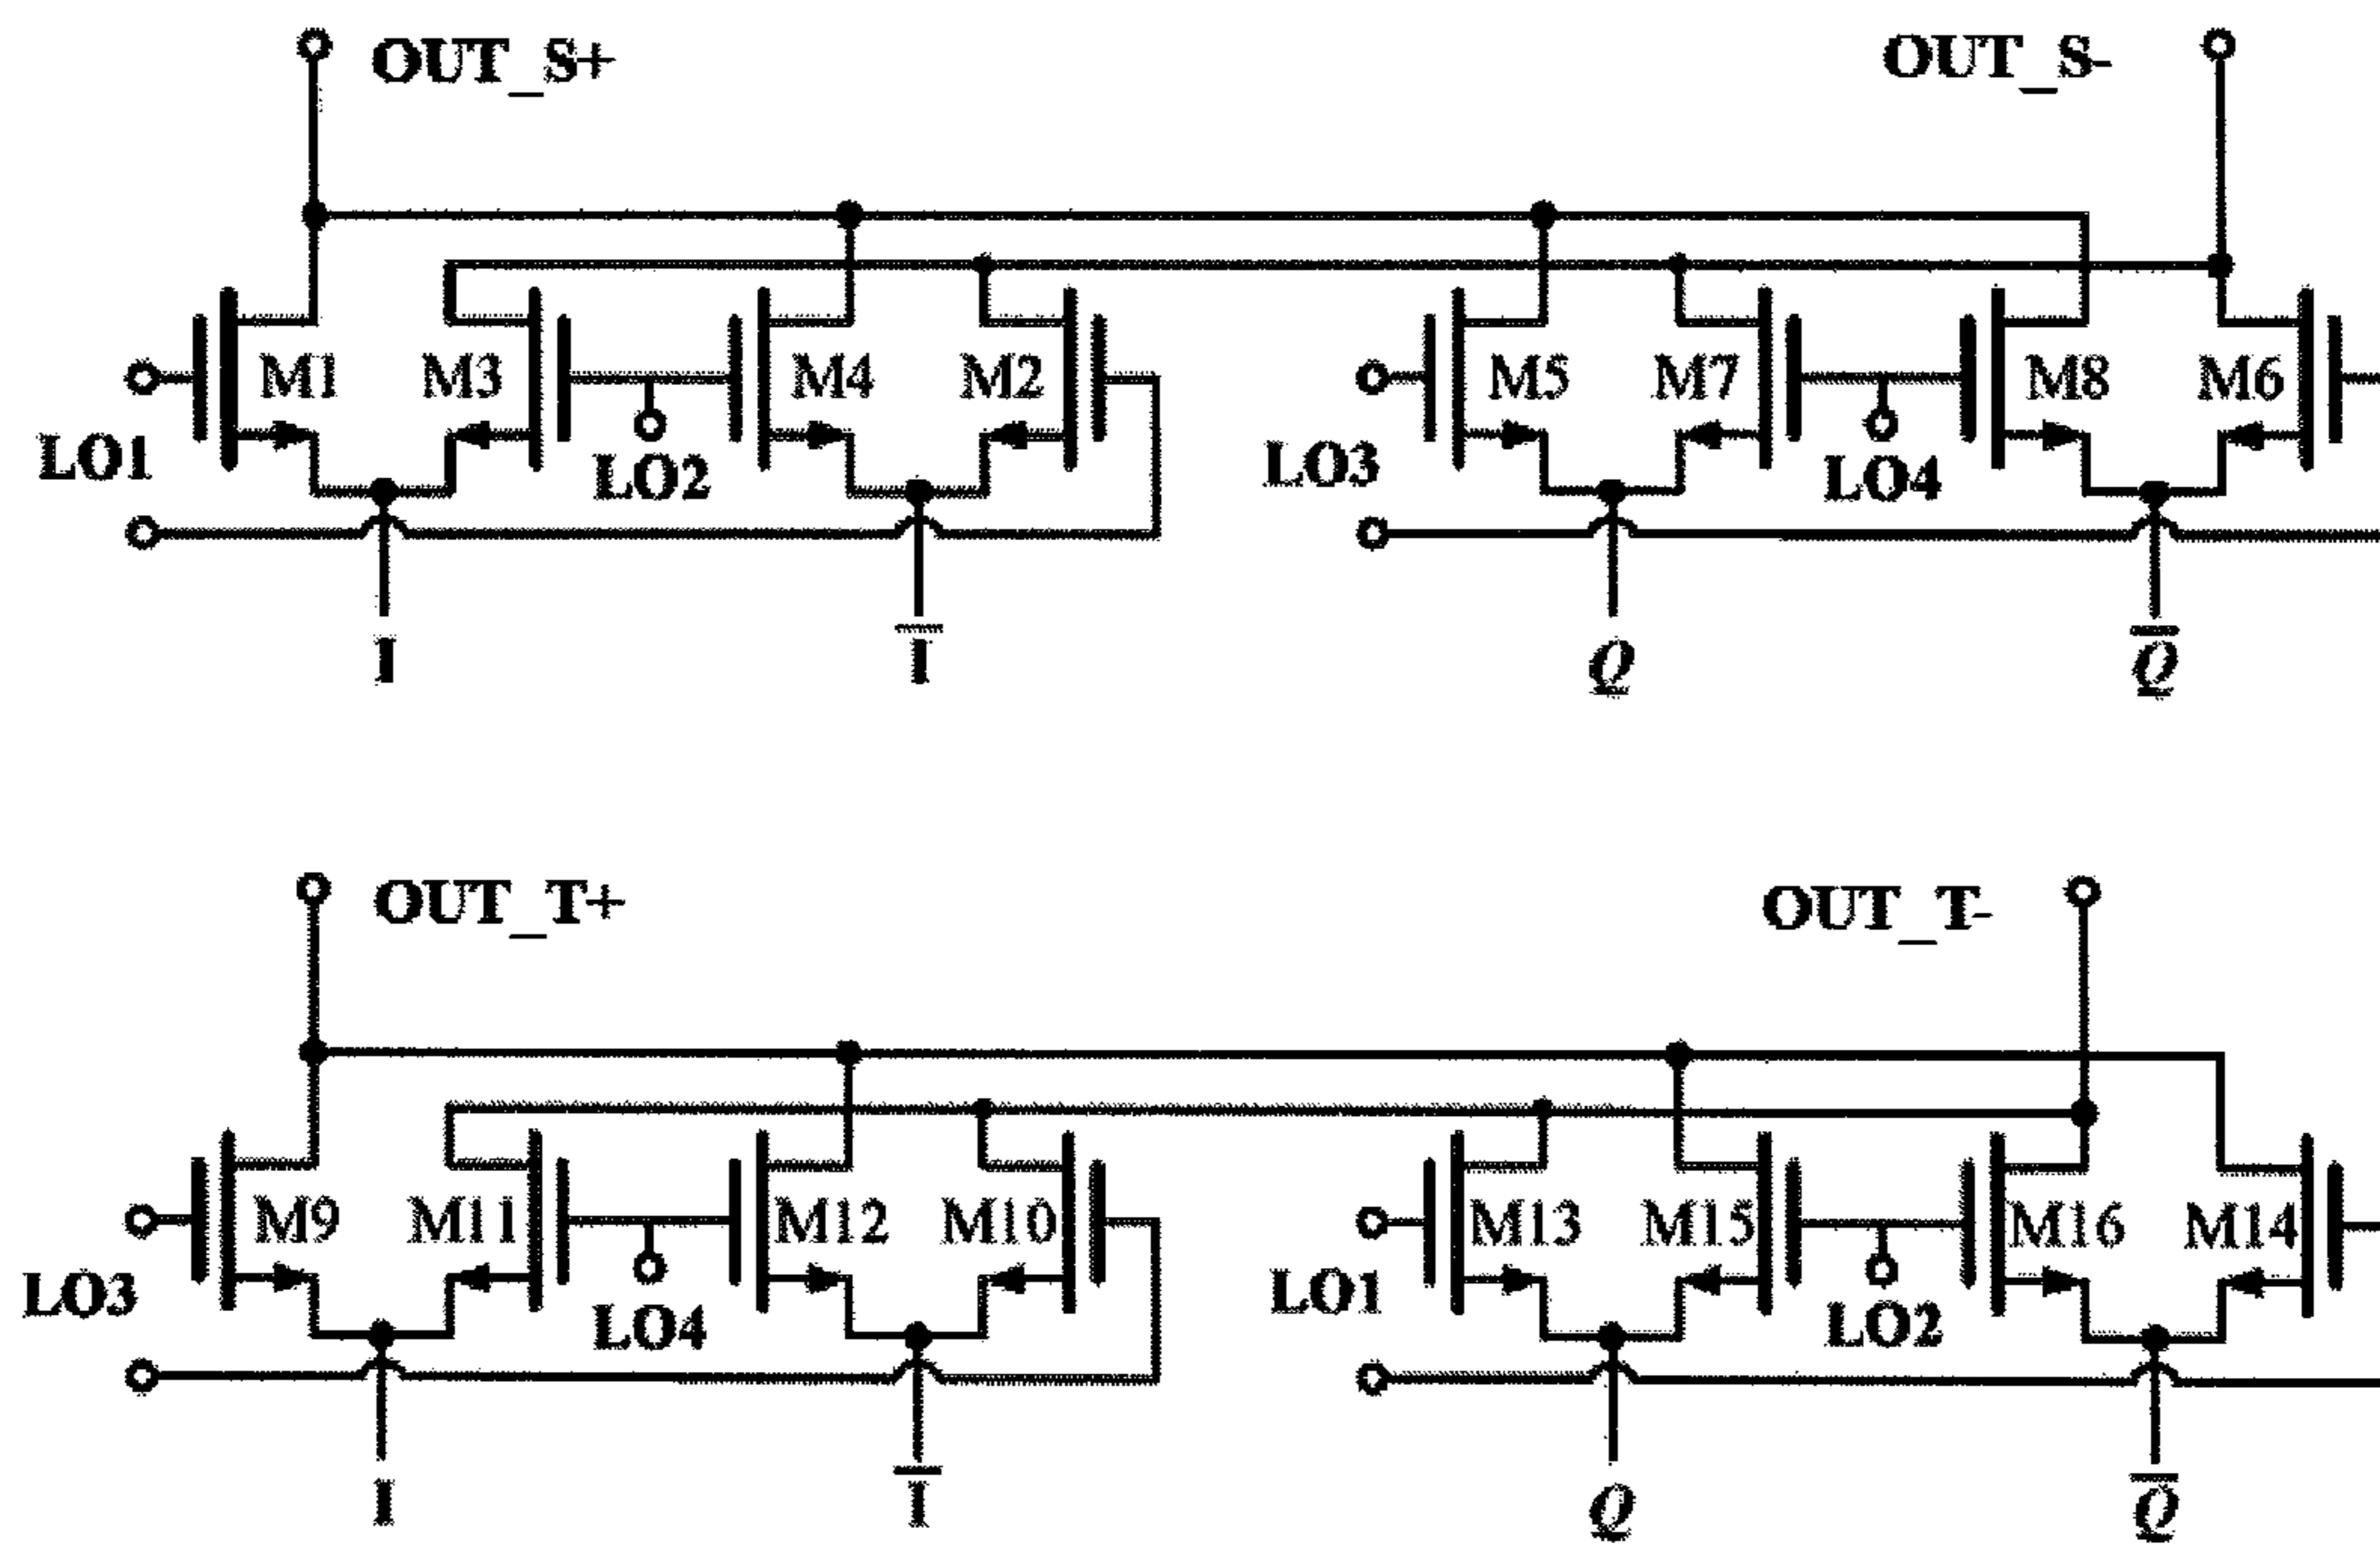 OUT_S+ OUT_S-
M1 M3 M4 M2 M5 M7 M8 M6
LO1 LO2 LO3 LO4
I I̅ Q Q̅
OUT_T+ OUT_T-
M9 M11 M12 M10 M13 M15 M16 M14
LO3 LO4 LO1 LO2
I I̅ Q Q̅